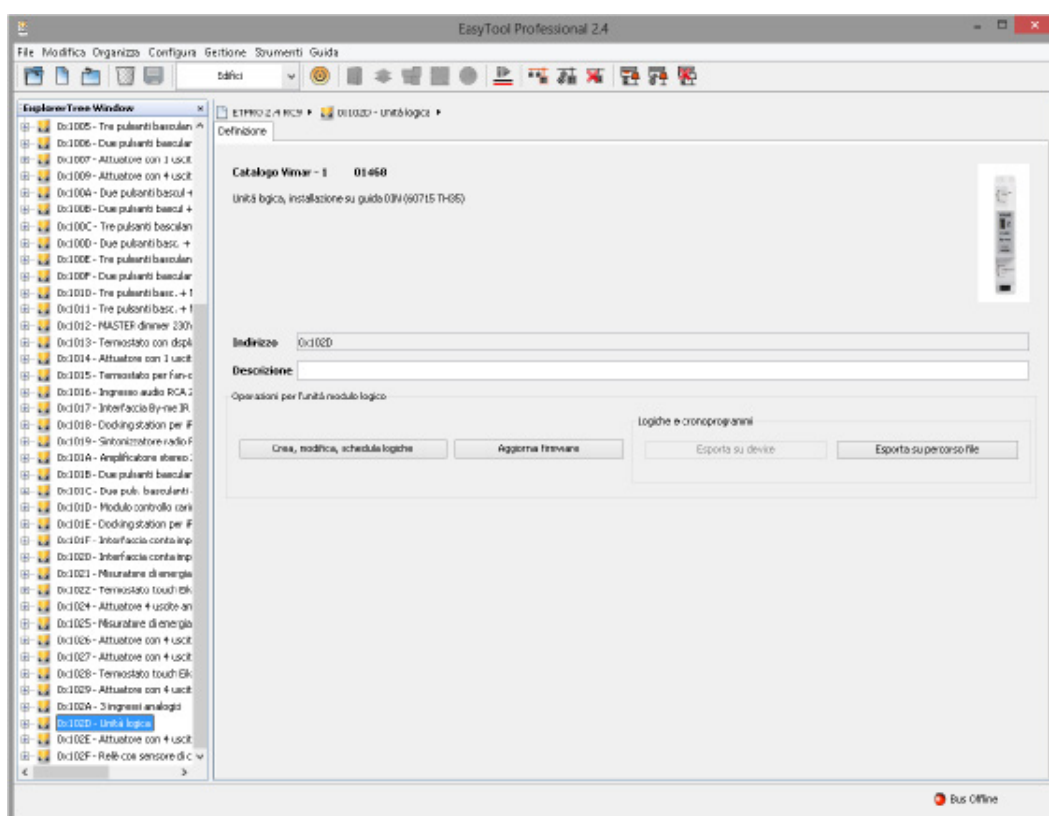 EasyTool Professional 2.4
File Modifica Organizza Configura Gestione Strumenti Guida
Edifici
ExplorerTree Window
ETPRO 2.4 RC9
0x102D - Unità logica
Definizione
0x1005 - Tre pulsanti basculan
0x1006 - Due pulsanti bascular
0x1007 - Attuatore con 1 uscit
0x1009 - Attuatore con 4 uscit
0x100A - Due pulsanti bascul +
0x100B - Due pulsanti bascul +
0x100C - Tre pulsanti basculan
0x100D - Due pulsanti basc. +
0x100E - Tre pulsanti basculan
0x100F - Due pulsanti bascular
0x1010 - Tre pulsanti basc. +
0x1011 - Tre pulsanti basc. +
0x1012 - MASTER dimmer 230V
0x1013 - Termostato con displ
0x1014 - Attuatore con 1 uscit
0x1015 - Termostato per fan-c
0x1016 - Ingresso audio RCA 2
0x1017 - Interfaccia By-me IR
0x1018 - Docking station per iF
0x1019 - Sintonizzatore radio F
0x101A - Amplificatore stereo
0x101B - Due pulsanti bascular
0x101C - Due puls. basculanti
0x101D - Modulo controllo cari
0x101E - Docking station per iF
0x101F - Interfaccia conta imp
0x1020 - Interfaccia conta imp
0x1021 - Misuratore di energia
0x1022 - Termostato touch Eik
0x1024 - Attuatore 4 uscite an
0x1025 - Misuratore di energia
0x1026 - Attuatore con 4 uscit
0x1027 - Attuatore con 4 uscit
0x1028 - Termostato touch Eik
0x1029 - Attuatore con 4 uscit
0x102A - 3 ingressi analogici
0x102D - Unità logica
0x102E - Attuatore con 4 uscit
0x102F - Relè con sensore di c
Catalogo Vimar - 1 01468
Unità logica, installazione su guida DIN (60715 TH35)
Indirizzo 0x102D
Descrizione
Operazioni per l'unità modulo logico
Logiche e cronoprogrammi
Crea, modifica, schedula logiche
Aggiorna firmware
Esporta su device
Esporta su percorso file
Bus Offline